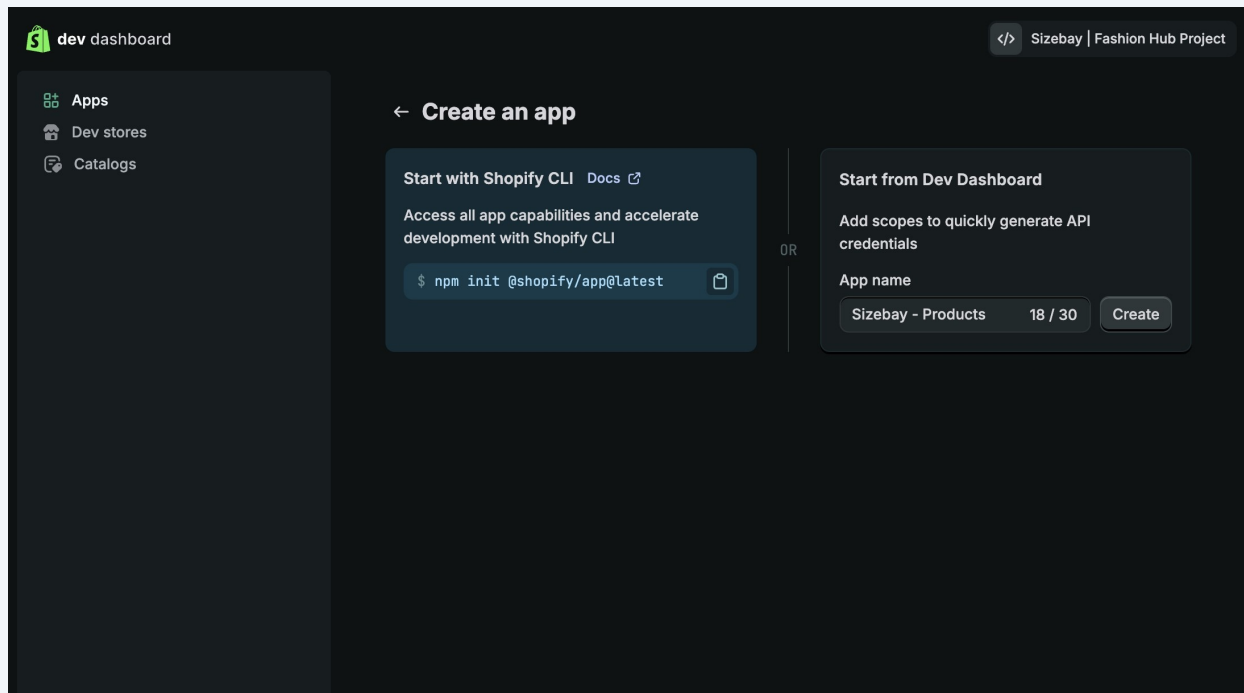 dev dashboard
Sizebay | Fashion Hub Project
Apps
Dev stores
Catalogs
← Create an app
Start with Shopify CLI Docs
Access all app capabilities and accelerate
development with Shopify CLI
$ npm init @shopify/app@latest
OR
Start from Dev Dashboard
Add scopes to quickly generate API
credentials
App name
Sizebay - Products 18 / 30 Create